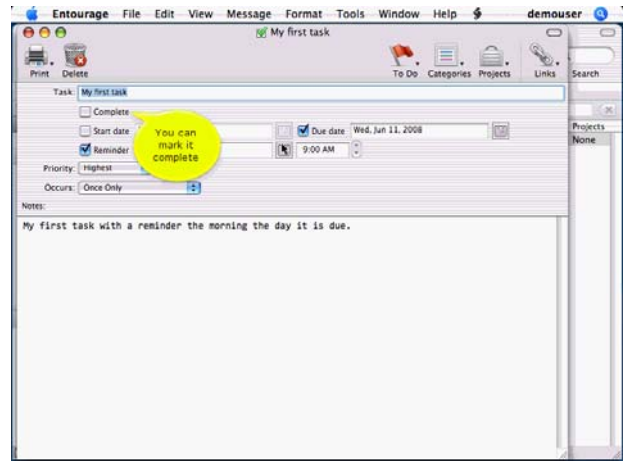 Entourage File Edit View Message Format Tools Window Help demouser
My first task
Print Delete To Do Categories Projects Links Search
Task: My first task
Complete
Start date Due date Wed, Jun 11, 2008 Projects
Reminder 9:00 AM None
You can
mark it
complete
Priority: Highest
Occurs: Once Only
Notes:
My first task with a reminder the morning the day it is due.